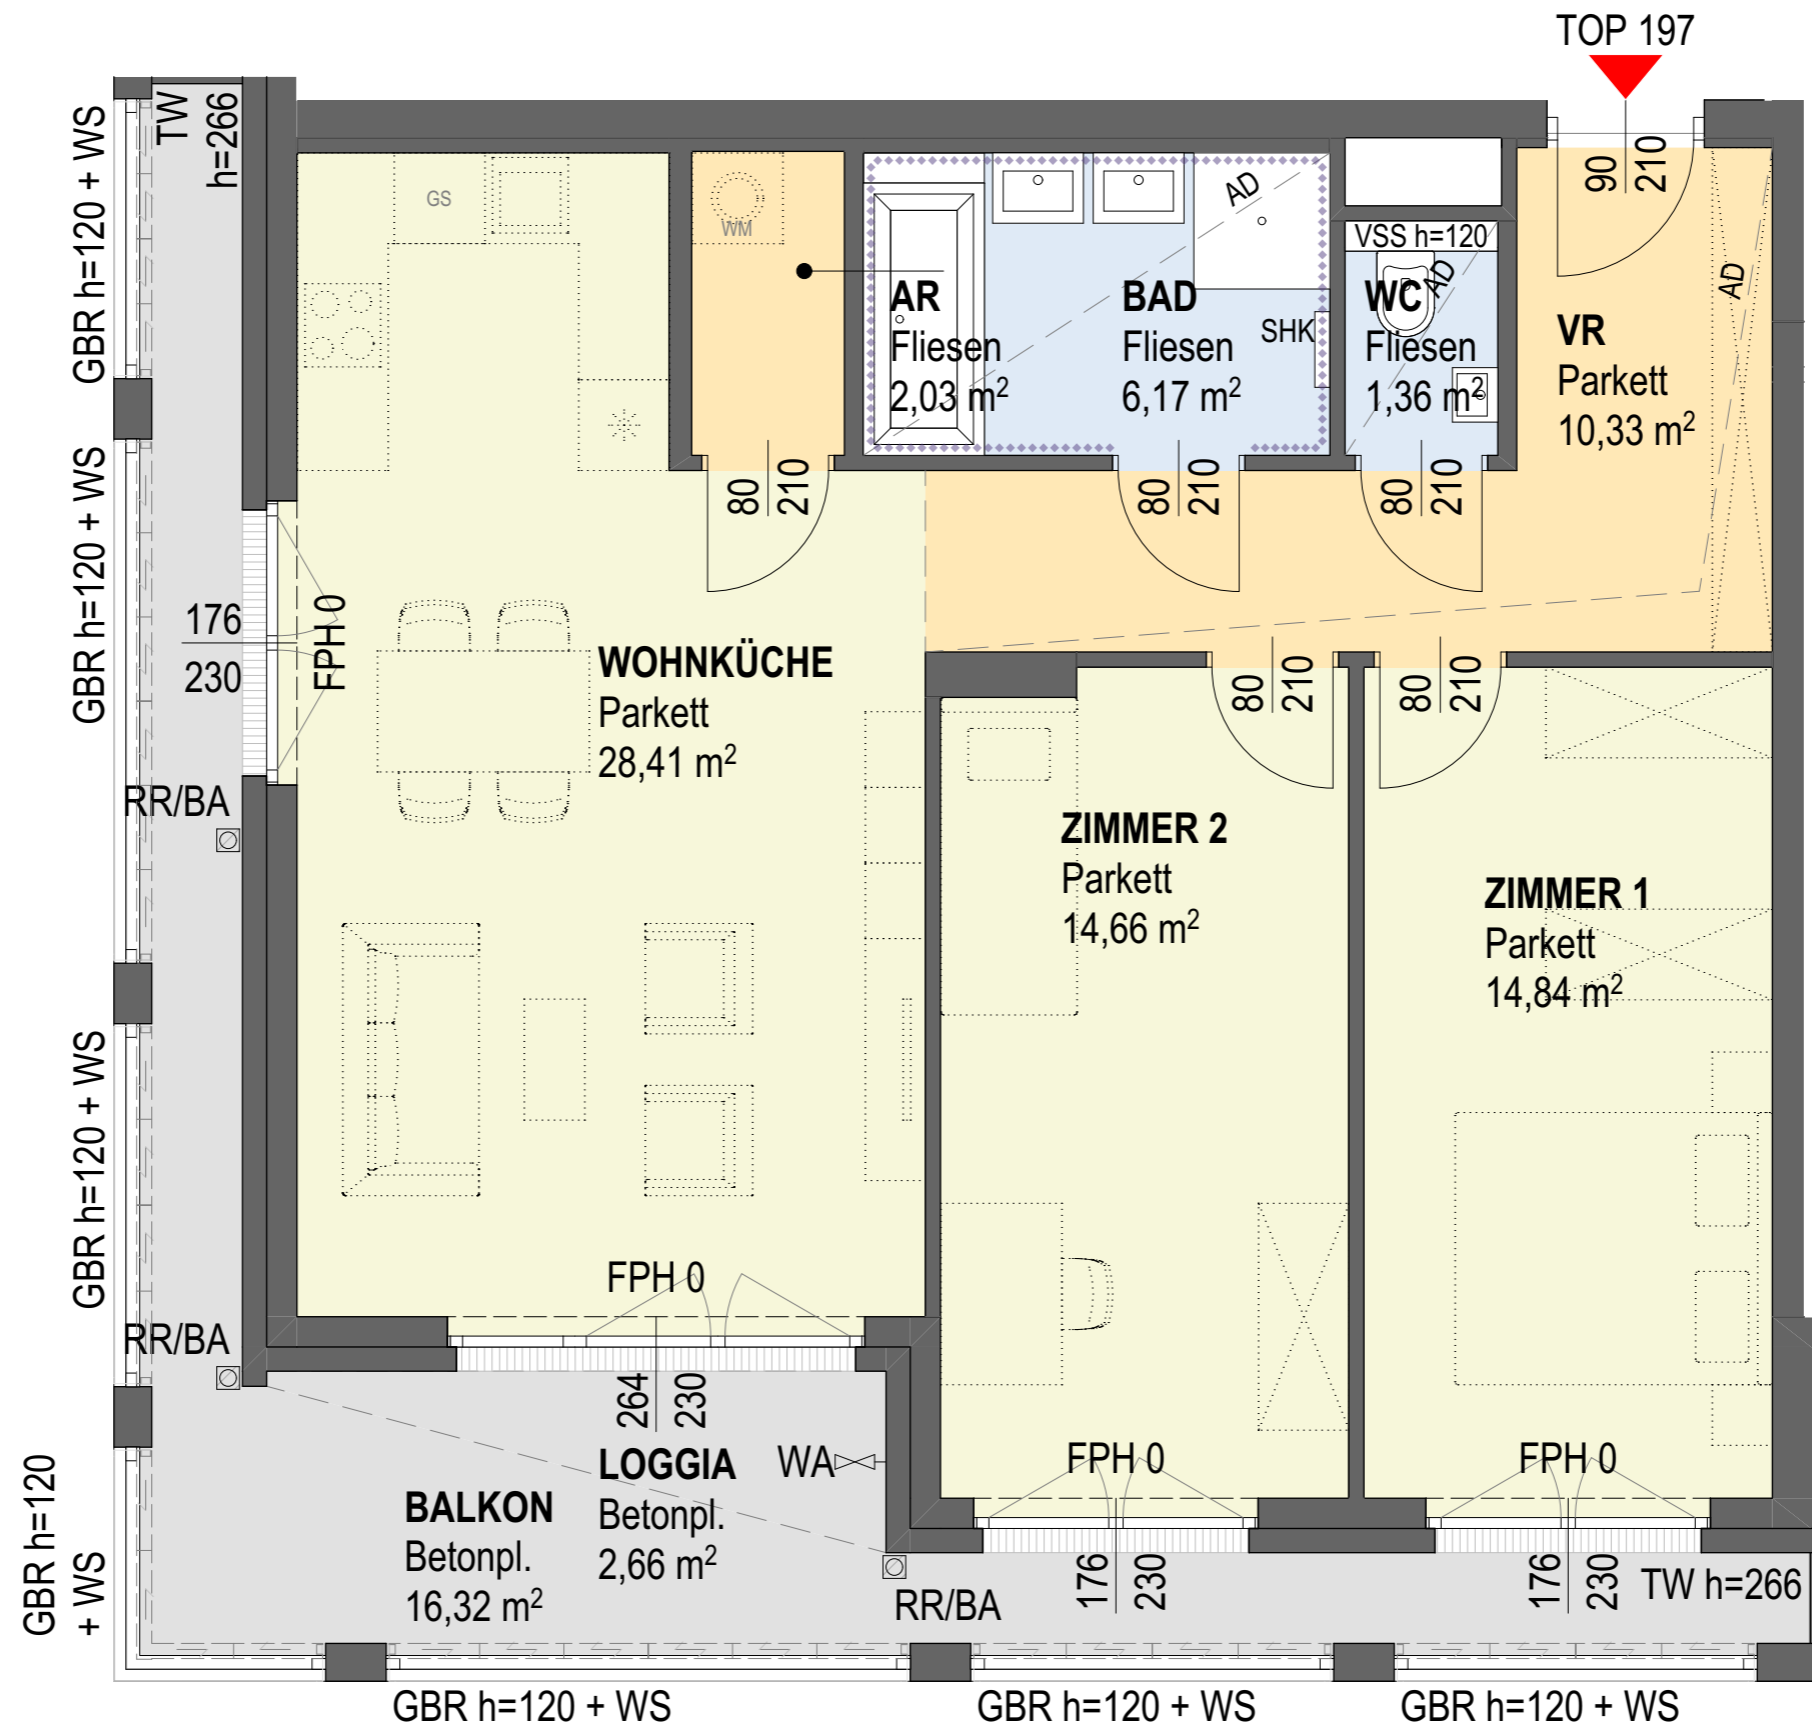 TOP 197
90
210
TW
h=266
GBR h=120 + WS
GS
WM
AD
VSS h=120
AD
AD
AR
Fliesen
2,03 m²
BAD
Fliesen
6,17 m²
SHK
WC
Fliesen
1,36 m²
VR
Parkett
10,33 m²
80
210
80
210
80
210
GBR h=120 + WS
176
230
FPH 0
WOHNKÜCHE
Parkett
28,41 m²
80
210
80
210
RR/BA
ZIMMER 2
Parkett
14,66 m²
ZIMMER 1
Parkett
14,84 m²
GBR h=120 + WS
RR/BA
FPH 0
264
230
LOGGIA
Betonpl.
2,66 m²
WA
BALKON
Betonpl.
16,32 m²
FPH 0
FPH 0
176
230
176
230
RR/BA
TW h=266
GBR h=120
+ WS
GBR h=120 + WS
GBR h=120 + WS
GBR h=120 + WS